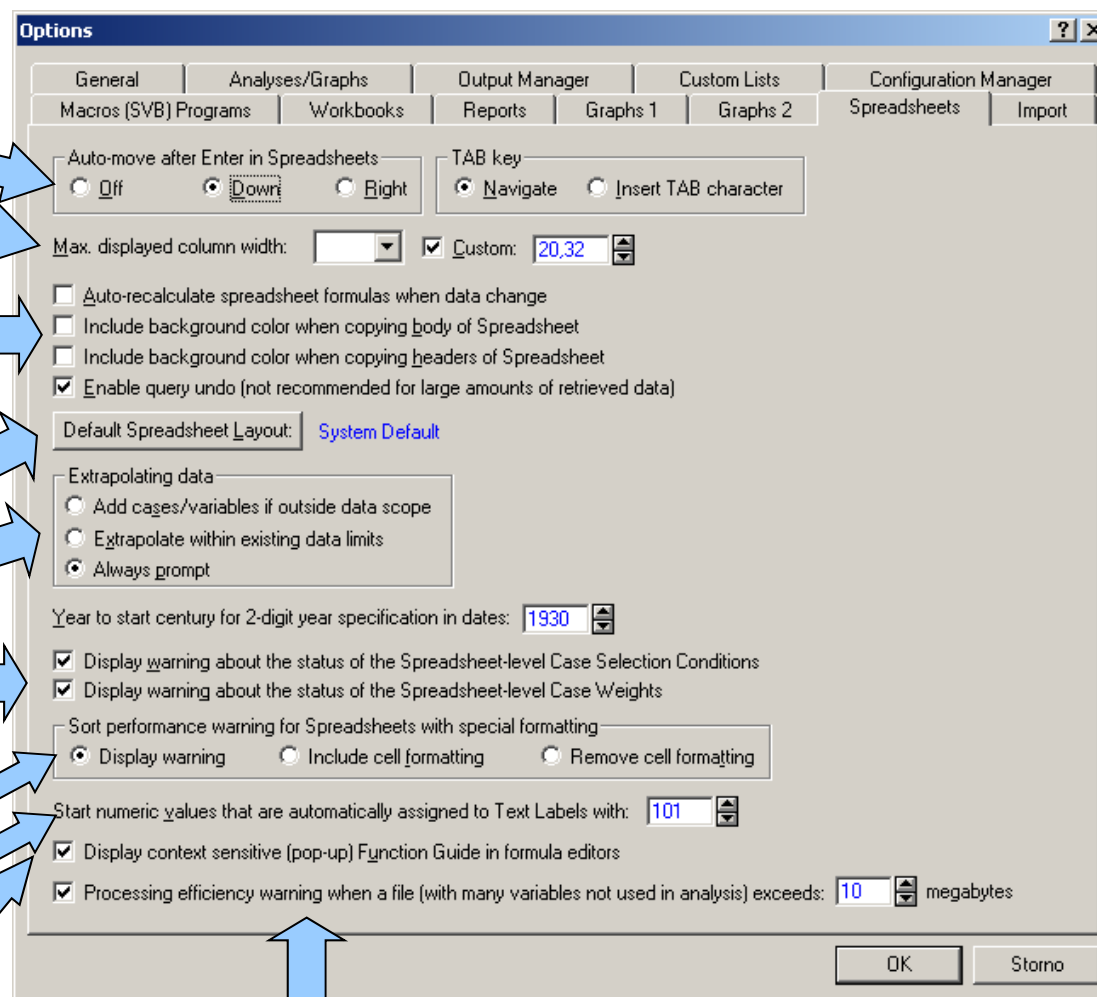 Options
General Analyses/Graphs Output Manager Custom Lists Configuration Manager
Macros (SVB) Programs Workbooks Reports Graphs 1 Graphs 2 Spreadsheets Import
Auto-move after Enter in Spreadsheets TAB key
Off Down Right Navigate Insert TAB character
Max. displayed column width: Custom: 20,32
Auto-recalculate spreadsheet formulas when data change
Include background color when copying body of Spreadsheet
Include background color when copying headers of Spreadsheet
Enable query undo (not recommended for large amounts of retrieved data)
Default Spreadsheet Layout: System Default
Extrapolating data
Add cases/variables if outside data scope
Extrapolate within existing data limits
Always prompt
Year to start century for 2-digit year specification in dates: 1930
Display warning about the status of the Spreadsheet-level Case Selection Conditions
Display warning about the status of the Spreadsheet-level Case Weights
Sort performance warning for Spreadsheets with special formatting
Display warning Include cell formatting Remove cell formatting
Start numeric values that are automatically assigned to Text Labels with: 101
Display context sensitive (pop-up) Function Guide in formula editors
Processing efficiency warning when a file (with many variables not used in analysis) exceeds: 10 megabytes
OK Storno